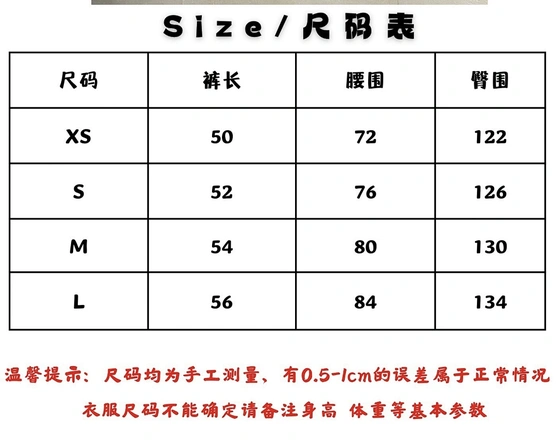 Size/尺码表
尺码 裤长 腰围 臀围
XS 50 72 122
S 52 76 126
M 54 80 130
L 56 84 134
温馨提示：尺码均为手工测量，有0.5-1cm的误差属于正常情况
衣服尺码不能确定请备注身高 体重等基本参数